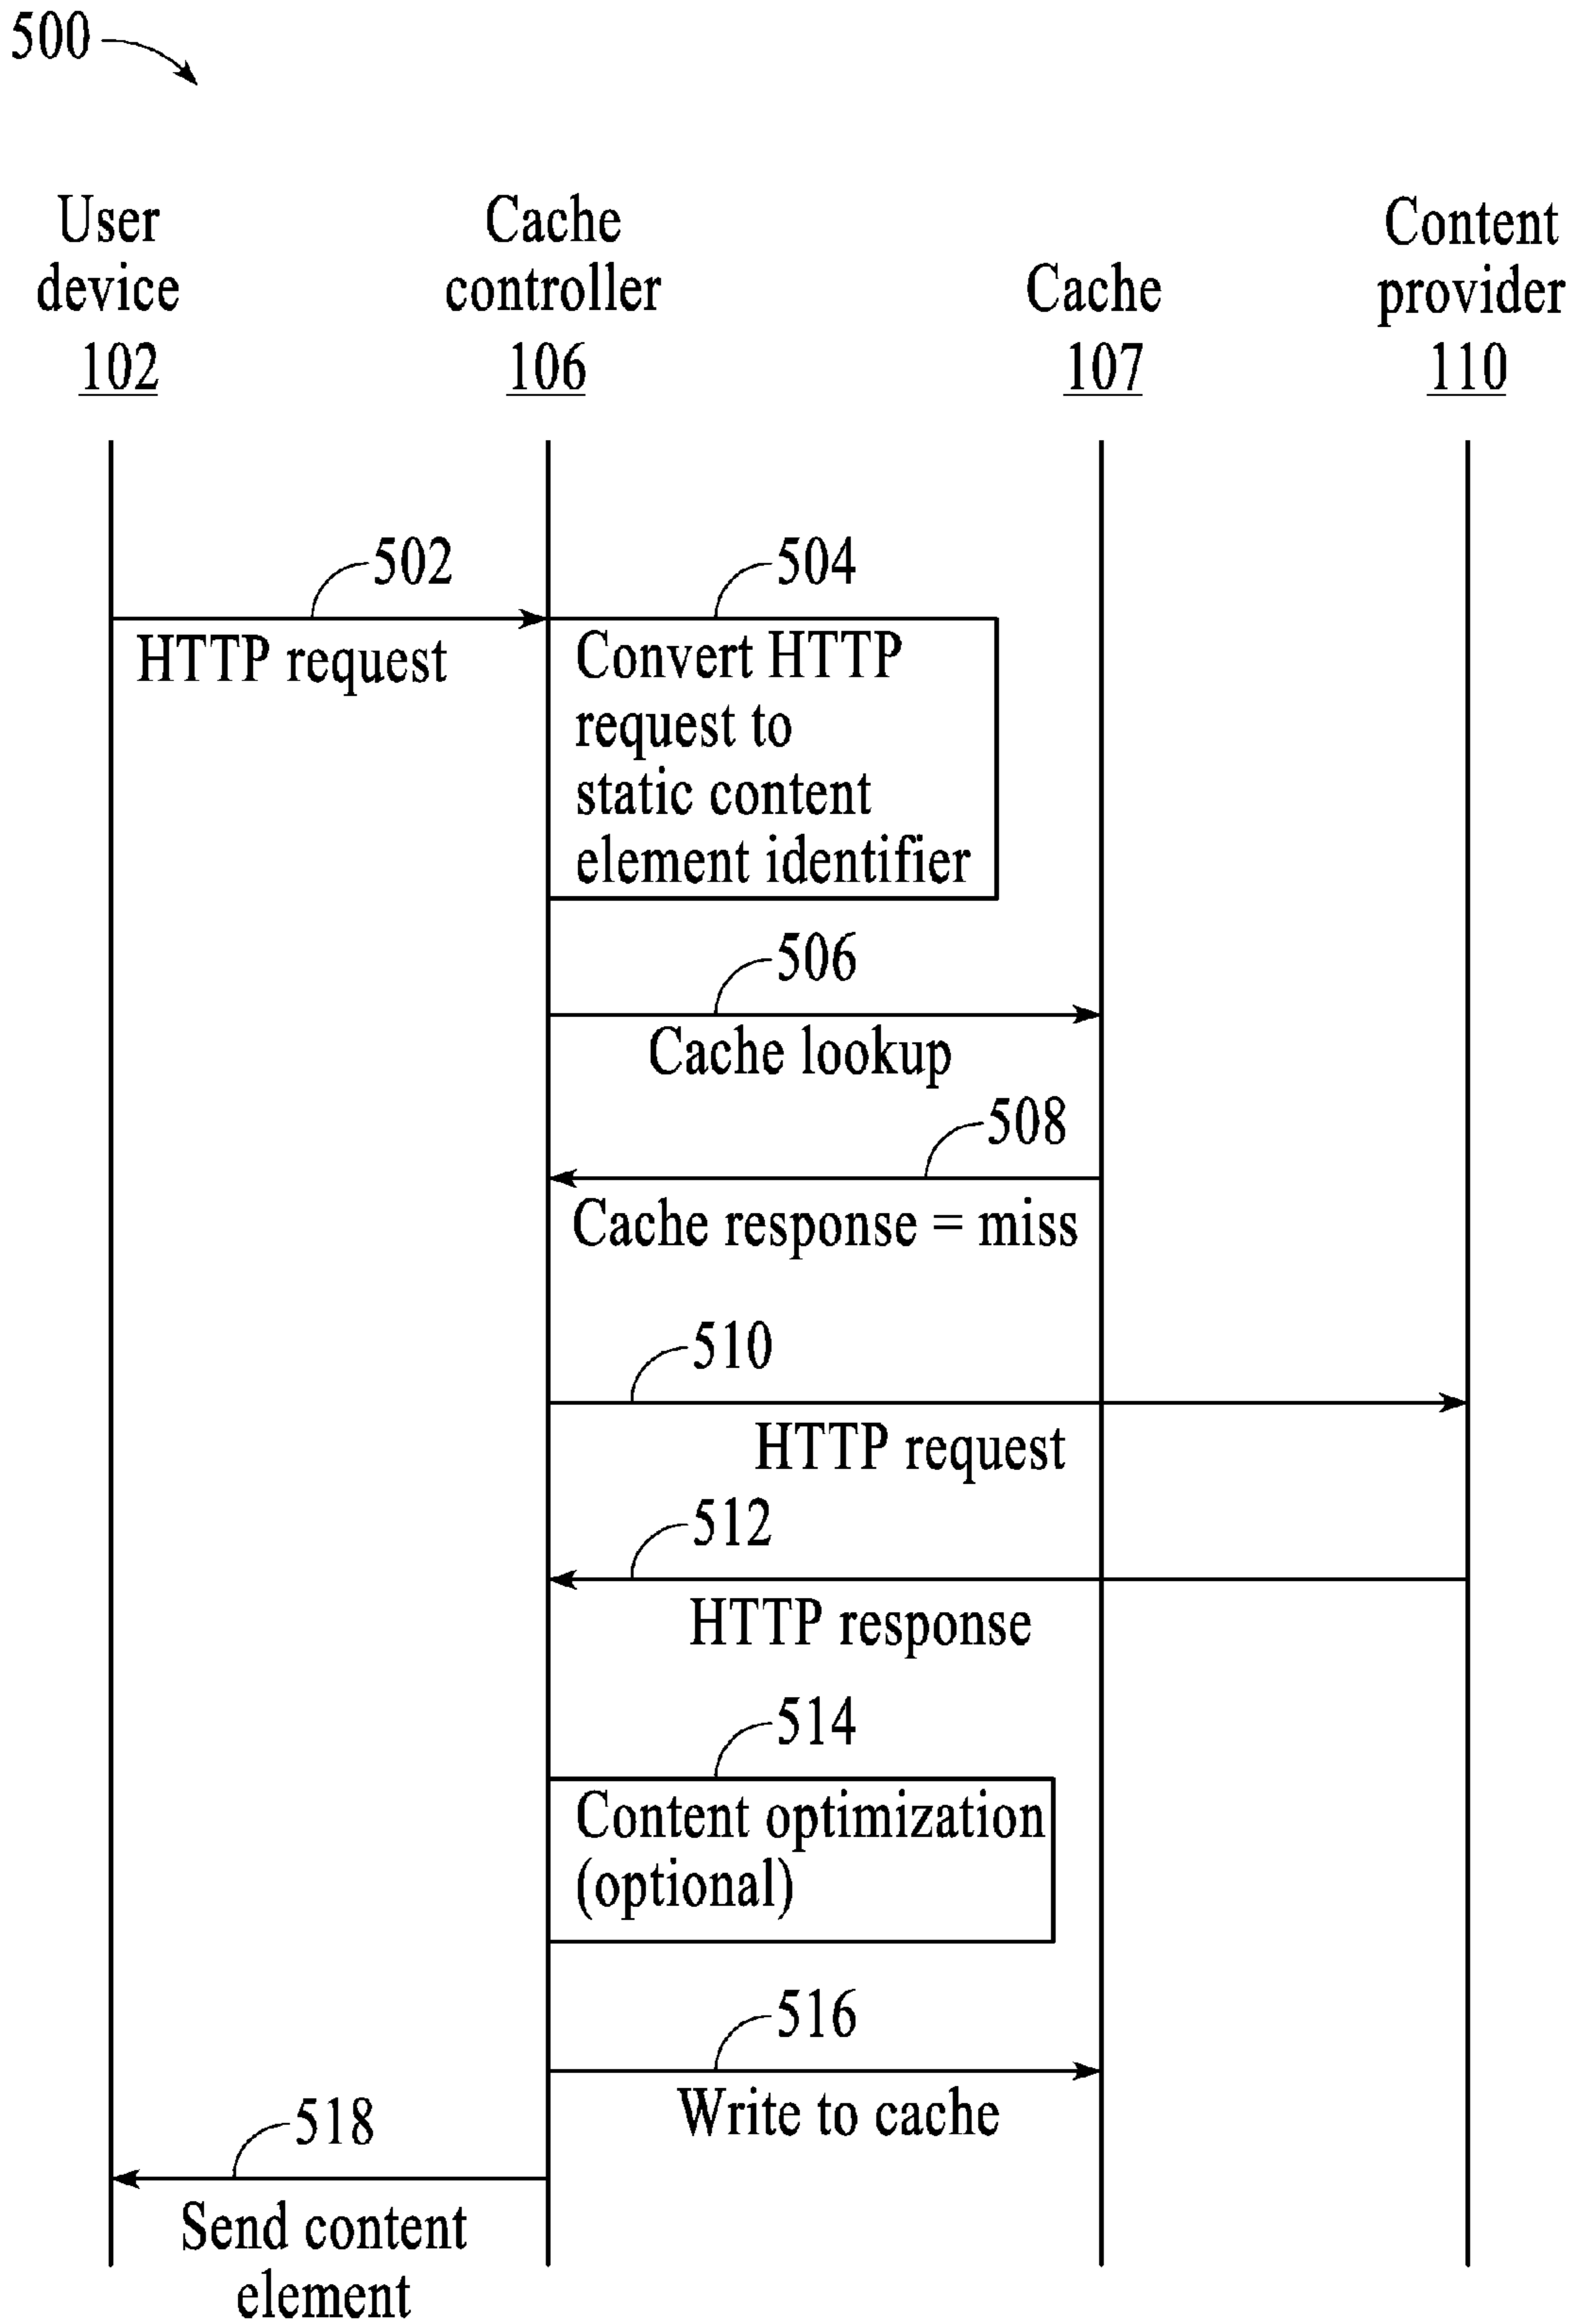 500
User
device
102
Cache
controller
106
Cache
107
Content
provider
110
502
HTTP request
504
Convert HTTP
request to
static content
element identifier
506
Cache lookup
508
Cache response = miss
510
HTTP request
512
HTTP response
514
Content optimization
(optional)
516
Write to cache
518
Send content
element